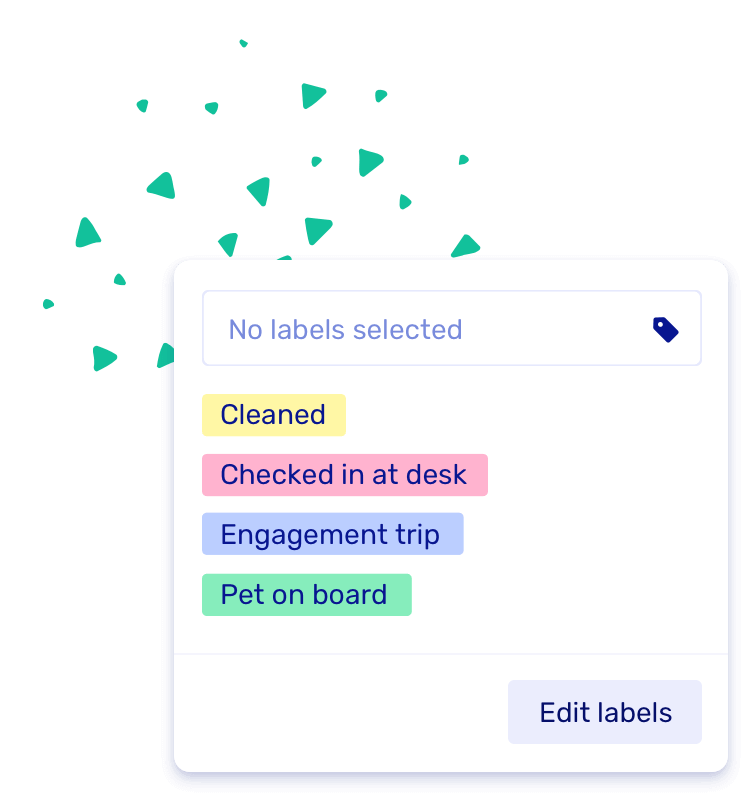 No labels selected
Cleaned
Checked in at desk
Engagement trip
Pet on board
Edit labels